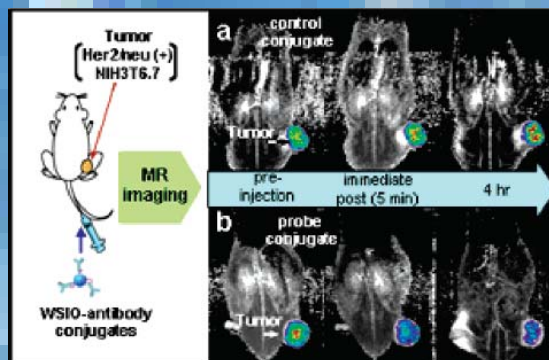 Tumor
[Her2/neu (+)
NIH3T6.7]
MR
imaging
WSIO-antibody
conjugates
a
control
conjugate
Tumor
pre-
injection
immediate
post (5 min)
4 hr
b
probe
conjugate
Tumor